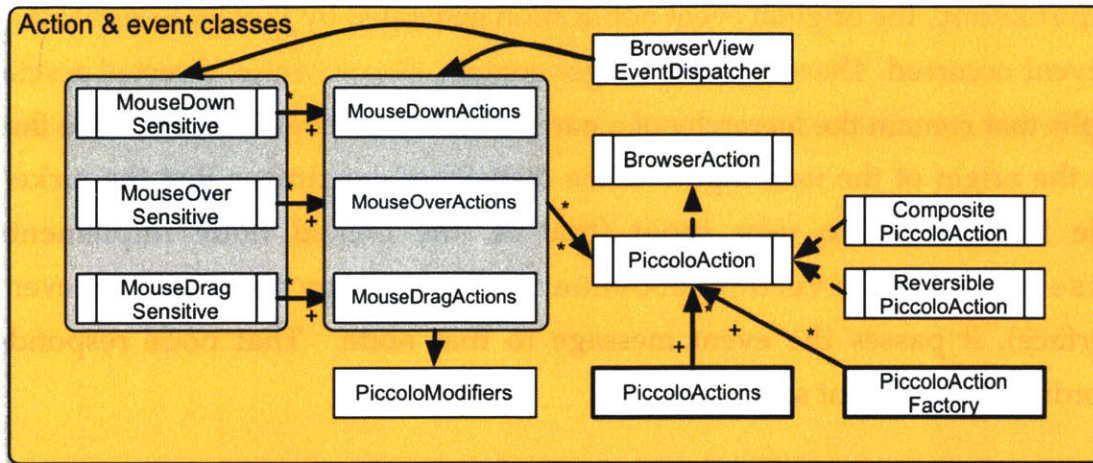 Action & event classes
BrowserView
EventDispatcher
MouseDown
Sensitive
*
+
MouseDownActions
BrowserAction
MouseOver
Sensitive
*
+
MouseOverActions
*
*
Composite
PiccoloAction
PiccoloAction
MouseDrag
Sensitive
*
+
MouseDragActions
Reversible
PiccoloAction
*
+
+
*
PiccoloModifiers
PiccoloActions
PiccoloAction
Factory